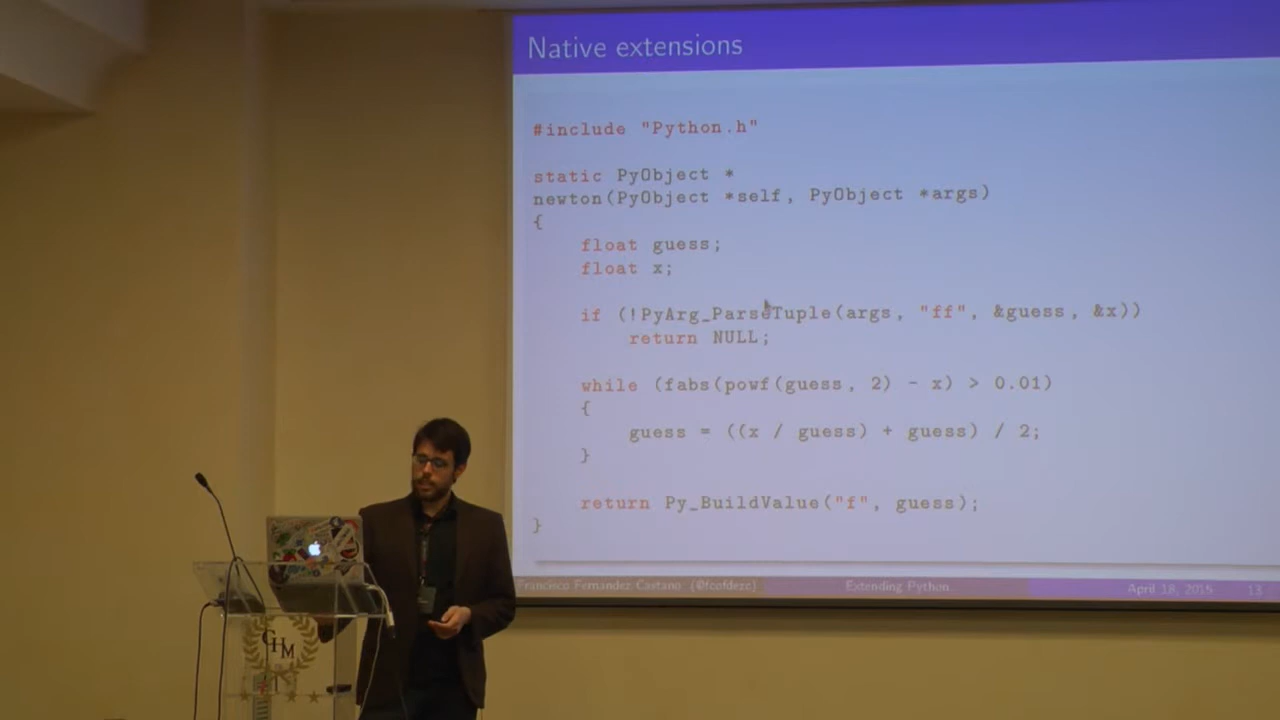 Native extensions
#include "Python.h"
static PyObject *
newton(PyObject *self, PyObject *args)
{
    float guess;
    float x;
    if (!PyArg_ParseTuple(args, "ff", &guess, &x))
        return NULL;
    while (fabs(powf(guess, 2) - x) > 0.01)
    {
        guess = ((x / guess) + guess) / 2;
    }
    return Py_BuildValue("f", guess);
}
Francisco Fernandez Castano (@fcofdezc) Extending Python April 18, 2015 13
GHM